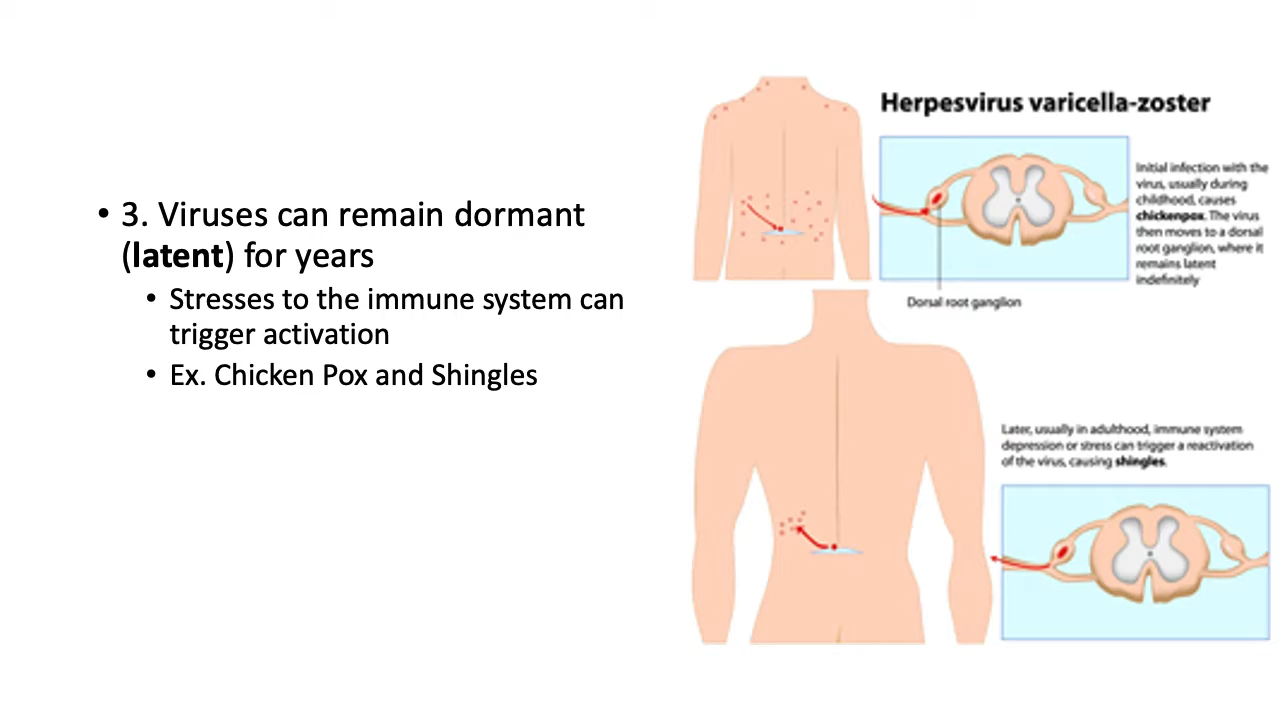 • 3. Viruses can remain dormant
(latent) for years
• Stresses to the immune system can
trigger activation
• Ex. Chicken Pox and Shingles
Herpesvirus varicella-zoster
Initial infection with the
virus, usually during
childhood, causes
chickenpox. The virus
then moves to a dorsal
root ganglion, where it
remains latent
indefinitely
Dorsal root ganglion
Later, usually in adulthood, immune system
depression or stress can trigger a reactivation
of the virus, causing shingles.